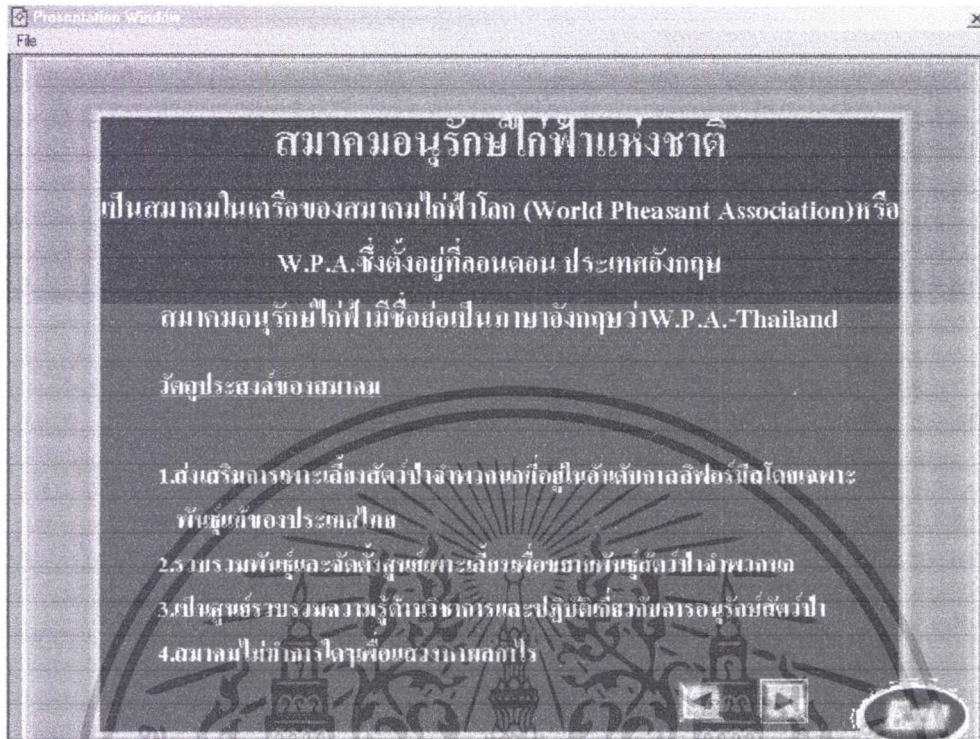 Presentation Window
File
สมาคมอนุรักษ์ไก่ฟ้าแห่งชาติ
เป็นสมาคมในเครือของสมาคมไก่ฟ้าโลก (World Pheasant Association)หรือ
W.P.A.ซึ่งตั้งอยู่ที่ลอนดอน ประเทศอังกฤษ
สมาคมอนุรักษ์ไก่ฟ้ามีชื่อย่อเป็นภาษาอังกฤษว่าW.P.A.-Thailand
วัตถุประสงค์ของสมาคม
1.ส่งเสริมการเพาะเลี้ยงสัตว์ป่าจำพวกนกที่อยู่ในอันดับกาลลิฟอร์มีสโดยเฉพาะ
พันธุ์แท้ของประเทศไทย
2.รวบรวมพันธุ์และจัดตั้งศูนย์เพาะเลี้ยงเพื่อขยายพันธุ์สัตว์ป่าจำพวกนก
3.เป็นศูนย์รวบรวมความรู้ด้านวิชาการและปฏิบัติเกี่ยวกับการอนุรักษ์สัตว์ป่า
4.สมาคมไม่ทำการใดๆเพื่อแสวงหาผลกำไร
Exit